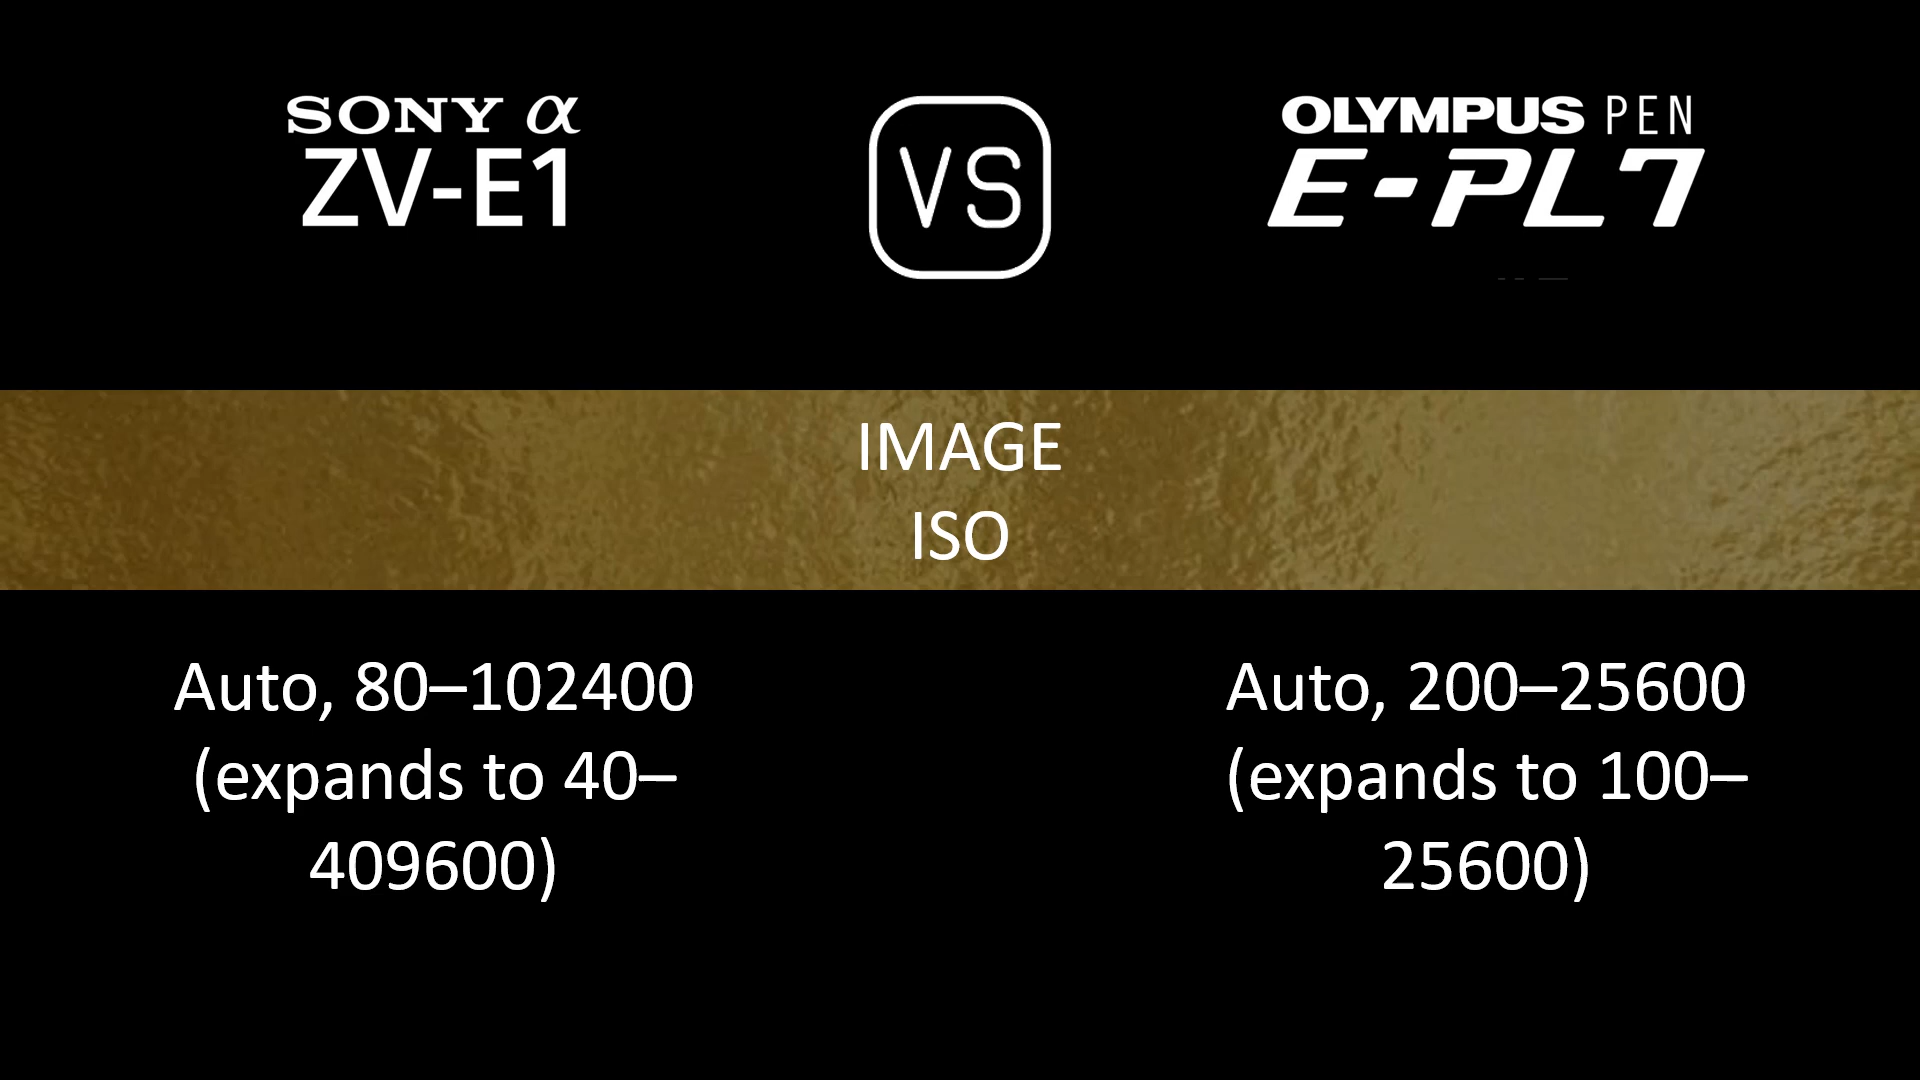 SONY α
ZV-E1
VS
OLYMPUS PEN
E-PL7
IMAGE
ISO
Auto, 80–102400
(expands to 40–
409600)
Auto, 200–25600
(expands to 100–
25600)